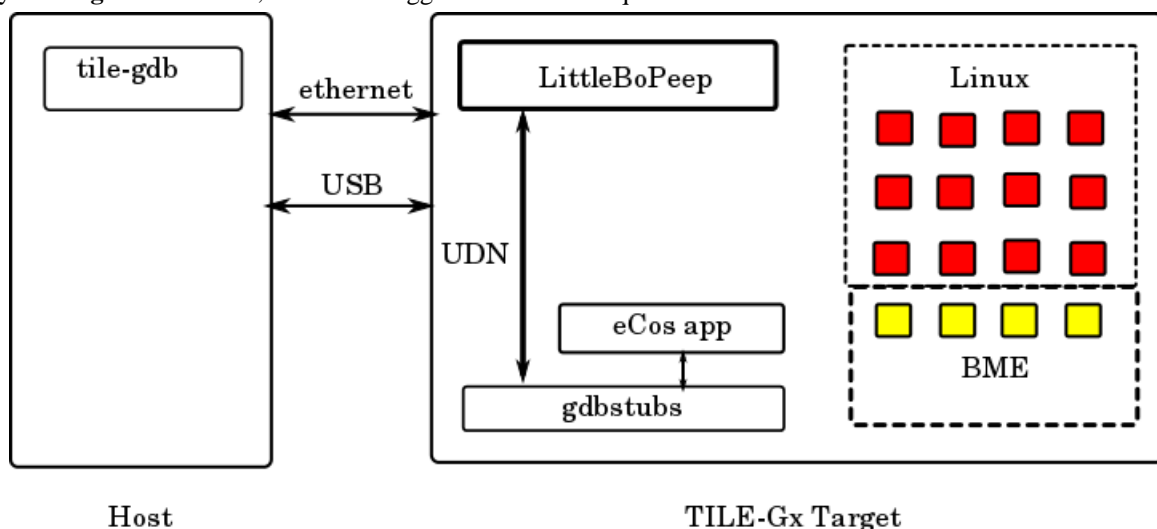 tile-gdb
ethernet
USB
LittleBoPeep
UDN
eCos app
gdbstubs
Linux
BME
Host
TILE-Gx Target